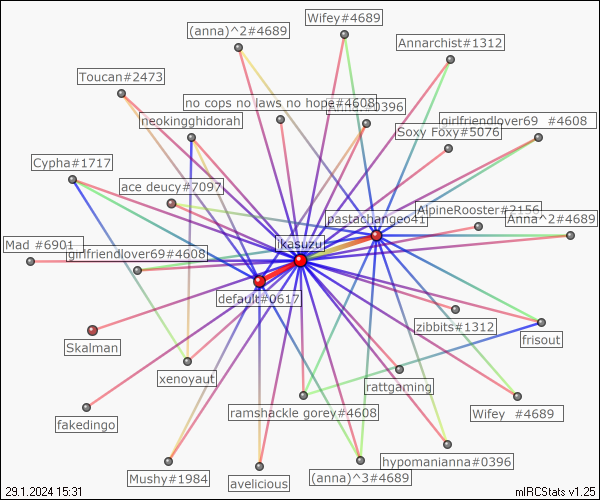 Wifey#4689
(anna)^2#4689
Annarchist#1312
Toucan#2473
no cops no laws no hope#4608
#0396
neokingghidorah
girlfriendlover69 #4608
Soxy Foxy#5076
Cypha#1717
ace deucy#7097
AlpineRooster#2156
pastachangeo41
Anna^2#4689
Mad #6901
ikasuzu
girlfriendlover69#4608
default#0617
zibbits#1312
frisout
Skalman
xenoyaut
rattgaming
ramshackle gorey#4608
Wifey #4689
fakedingo
hypomanianna#0396
Mushy#1984
avelicious
(anna)^3#4689
29.1.2024 15:31
mIRCStats v1.25